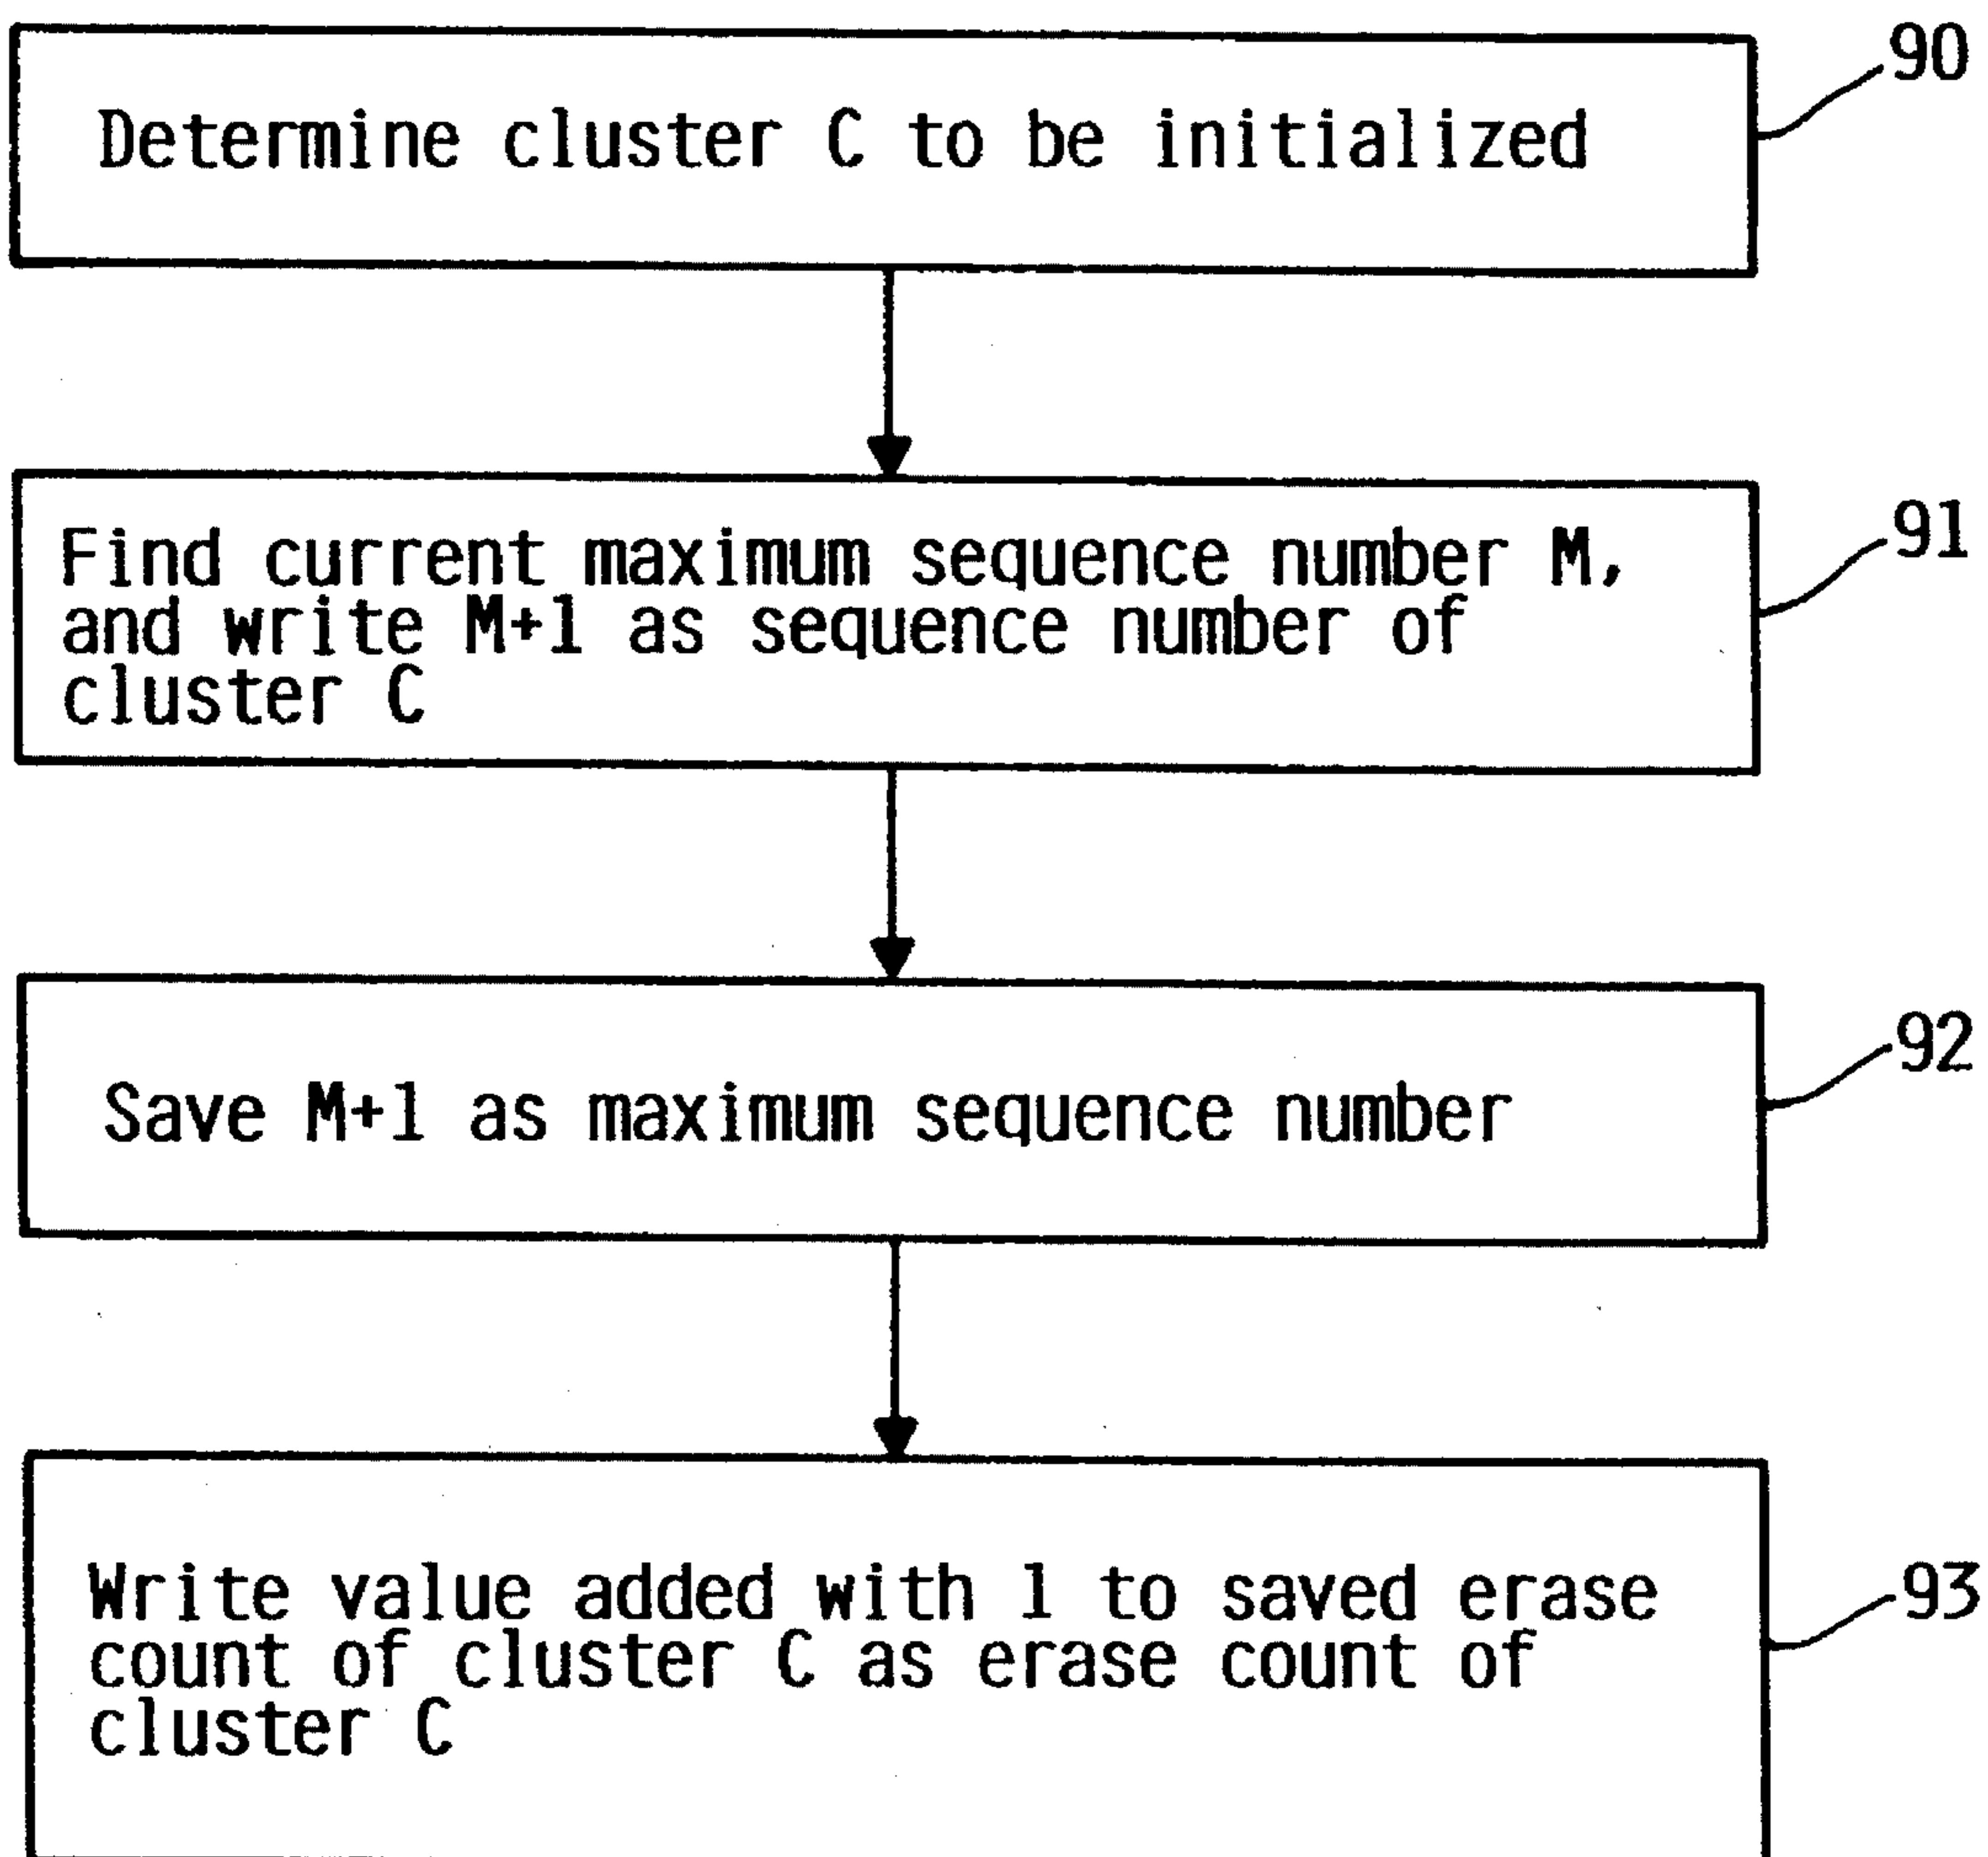 90
Determine cluster C to be initialized
91
Find current maximum sequence number M,
and write M+1 as sequence number of
cluster C
92
Save M+1 as maximum sequence number
93
Write value added with 1 to saved erase
count of cluster C as erase count of
cluster C